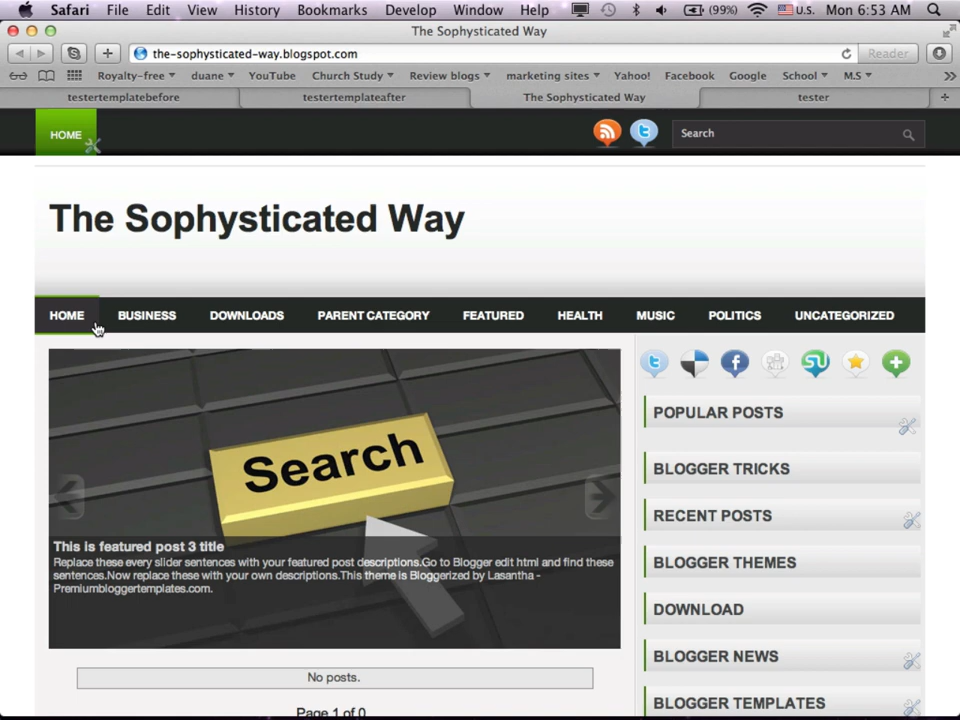 Safari File Edit View History Bookmarks Develop Window Help (99%) U.S. Mon 6:53 AM
The Sophysticated Way
the-sophysticated-way.blogspot.com Reader
Royalty-free duane YouTube Church Study Review blogs marketing sites Yahoo! Facebook Google School M.S
testertemplatebefore testertemplateafter The Sophysticated Way tester
HOME Search
The Sophysticated Way
HOME BUSINESS DOWNLOADS PARENT CATEGORY FEATURED HEALTH MUSIC POLITICS UNCATEGORIZED
Search
This is featured post 3 title
Replace these every slider sentences with your featured post descriptions.Go to Blogger edit html and find these
sentences.Now replace these with your own descriptions.This theme is Bloggerized by Lasantha -
Premiumbloggertemplates.com.
No posts.
Page 1 of 0
POPULAR POSTS
BLOGGER TRICKS
RECENT POSTS
BLOGGER THEMES
DOWNLOAD
BLOGGER NEWS
BLOGGER TEMPLATES